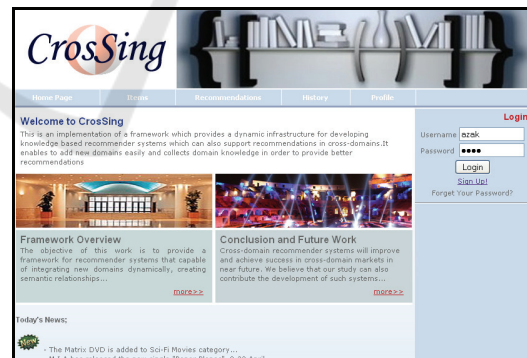 CrosSing
Home Page Items Recommendations History Profile
Welcome to CrosSing
This is an implementation of a framework which provides a dynamic infrastructure for developing
knowledge based recommender systems which can also support recommendations in cross-domains.It
enables to add new domains easily and collects domain knowledge in order to provide better
recommendations
Framework Overview
The objective of this work is to provide a
framework for recommender systems that capable
of integrating new domains dynamically, creating
semantic relationships...
more>>
Conclusion and Future Work
Cross-domain recommender systems will improve
and achieve success in cross-domain markets in
near future. We believe that our study can also
contribute the development of such systems...
more>>
Today's News;
New
- The Matrix DVD is added to Sci-Fi Movies category...
Login
Username azak
Password ●●●●
Login
Sign Up!
Forget Your Password?